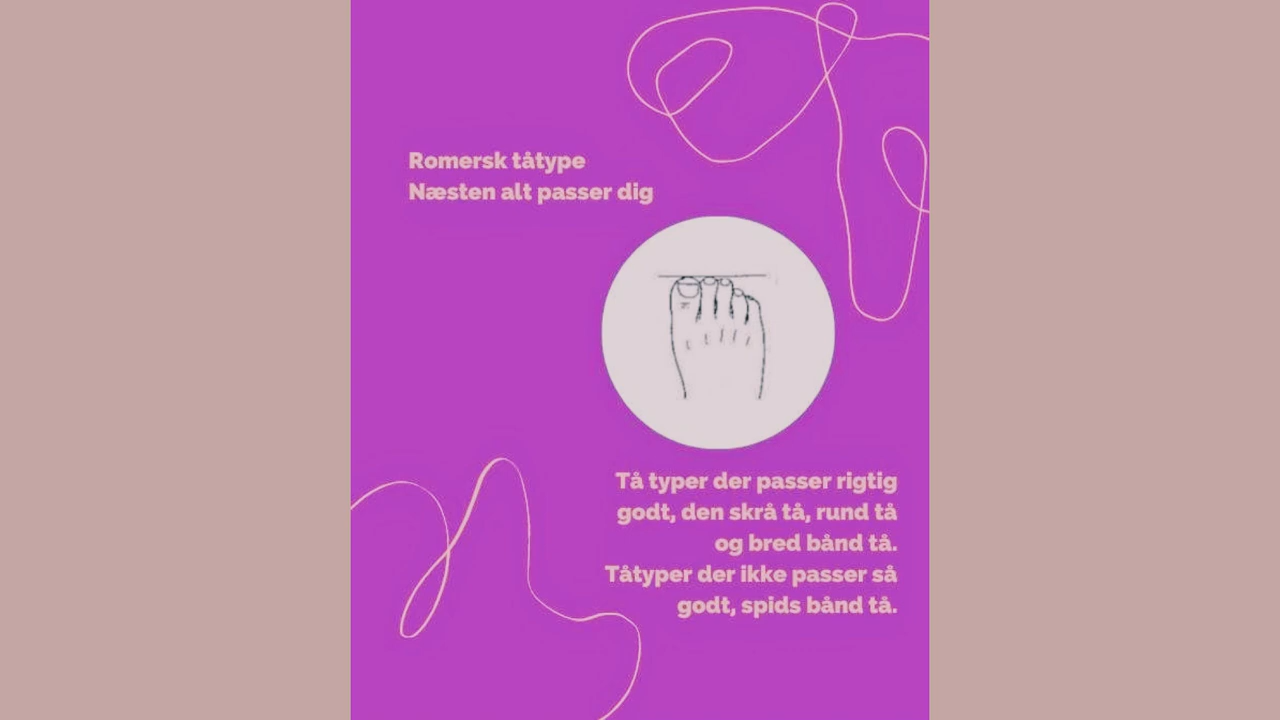 Romersk tåtype
Næsten alt passer dig
Tå typer der passer rigtig
godt, den skrå tå, rund tå
og bred bånd tå.
Tåtyper der ikke passer så
godt, spids bånd tå.